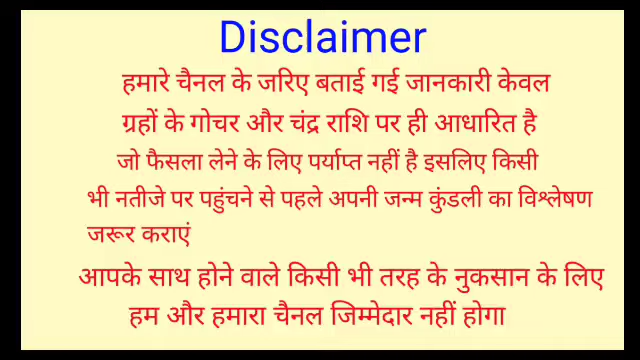 Disclaimer
हमारे चैनल के जरिए बताई गई जानकारी केवल
ग्रहों के गोचर और चंद्र राशि पर ही आधारित है
जो फैसला लेने के लिए पर्याप्त नहीं है इसलिए किसी
भी नतीजे पर पहुंचने से पहले अपनी जन्म कुंडली का विश्लेषण
जरूर कराएं
आपके साथ होने वाले किसी भी तरह के नुकसान के लिए
हम और हमारा चैनल जिम्मेदार नहीं होगा